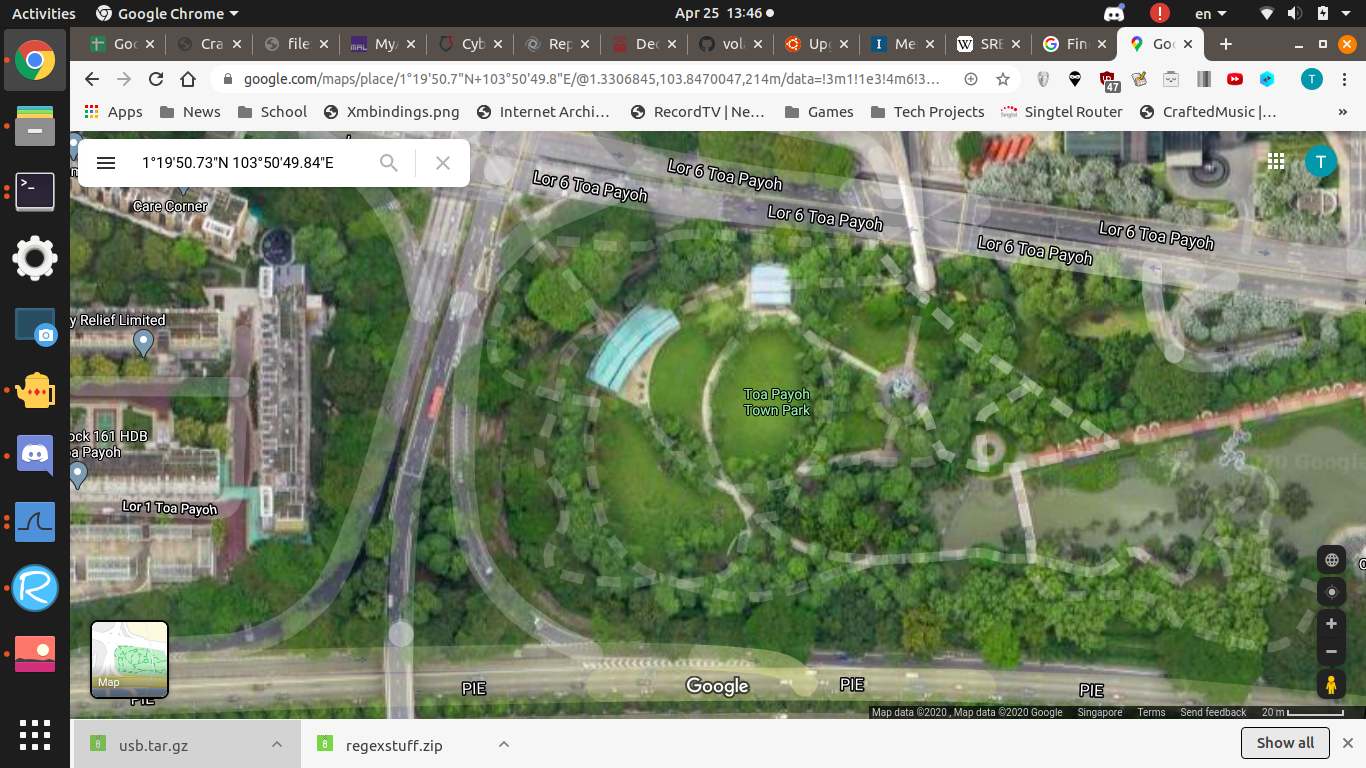 Activities
Google Chrome
Apr 25 13:46
en
Goo
Cra
file
MyA
Cyb
Rep
Dec
vola
Upg
Me
SRE
Fin
Goo
google.com/maps/place/1°19'50.7"N+103°50'49.8"E/@1.3306845,103.8470047,214m/data=!3m1!1e3!4m6!3...
47
T
Apps
News
School
Xmbindings.png
Internet Archi...
RecordTV | Ne...
Games
Tech Projects
Singtel Router
CraftedMusic |...
»
1°19'50.73"N 103°50'49.84"E
T
Lor 6 Toa Payoh
Lor 6 Toa Payoh
Lor 6 Toa Payoh
Lor 6 Toa Payoh
Lor 6 Toa Payoh
Care Corner
y Relief Limited
Toa Payoh
Town Park
ock 161 HDB
oa Payoh
Lor 1 Toa Payoh
Map
PIE
PIE
PIE
PIE
Google
Map data ©2020 , Map data ©2020 Google
Singapore
Terms
Send feedback
20 m
usb.tar.gz
regexstuff.zip
Show all